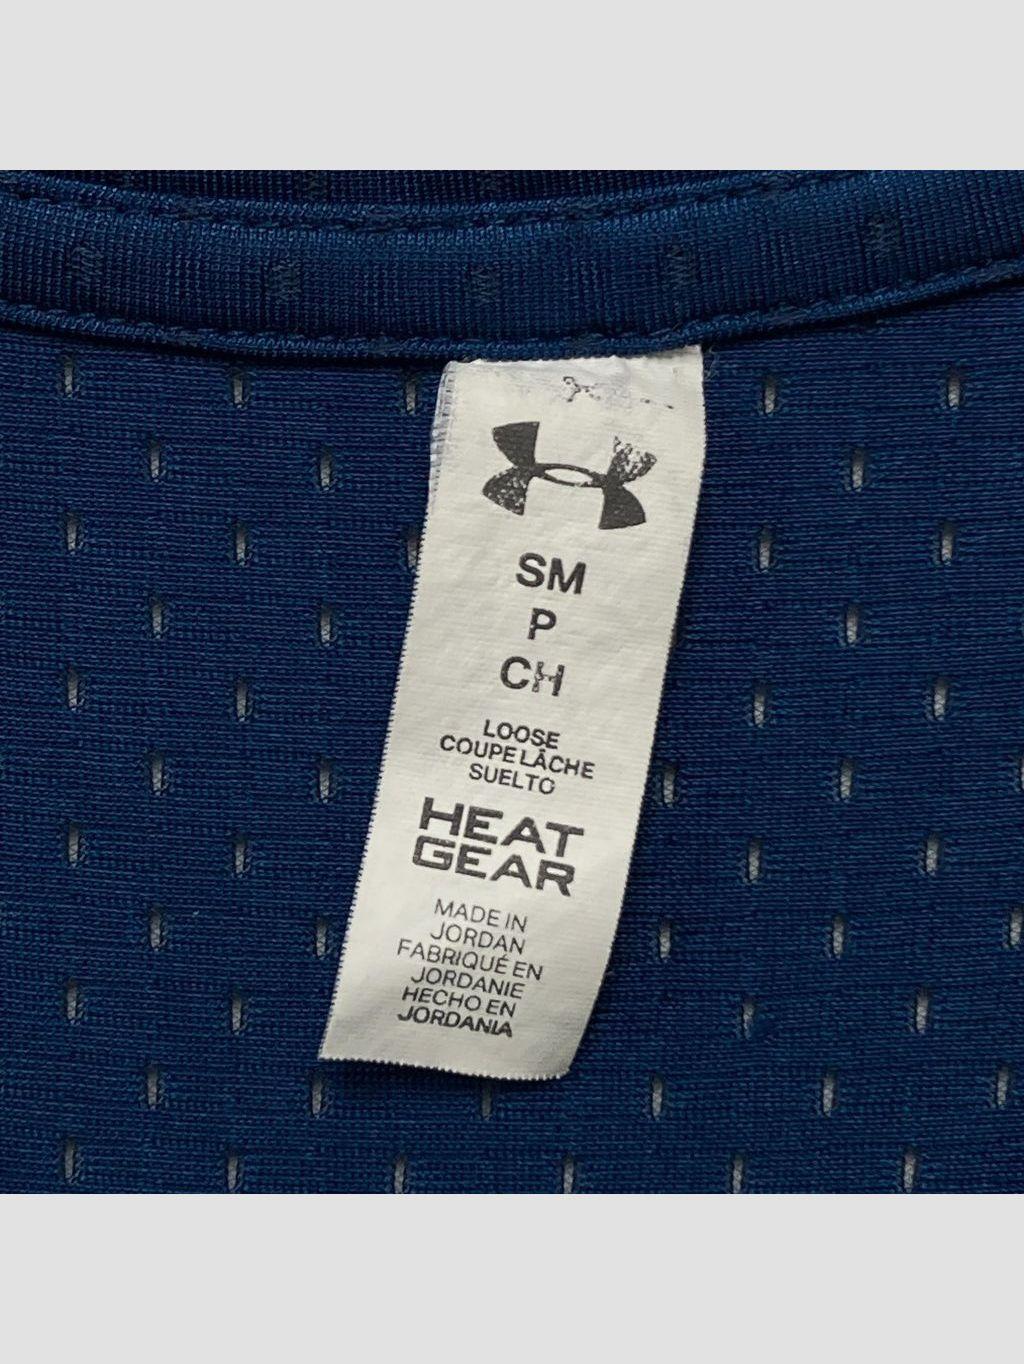 SM
P
CH
LOOSE
COUPE LÂCHE
SUELTO
HEAT
GEAR
MADE IN
JORDAN
FABRIQUÉ EN
JORDANIE
HECHO EN
JORDANIA